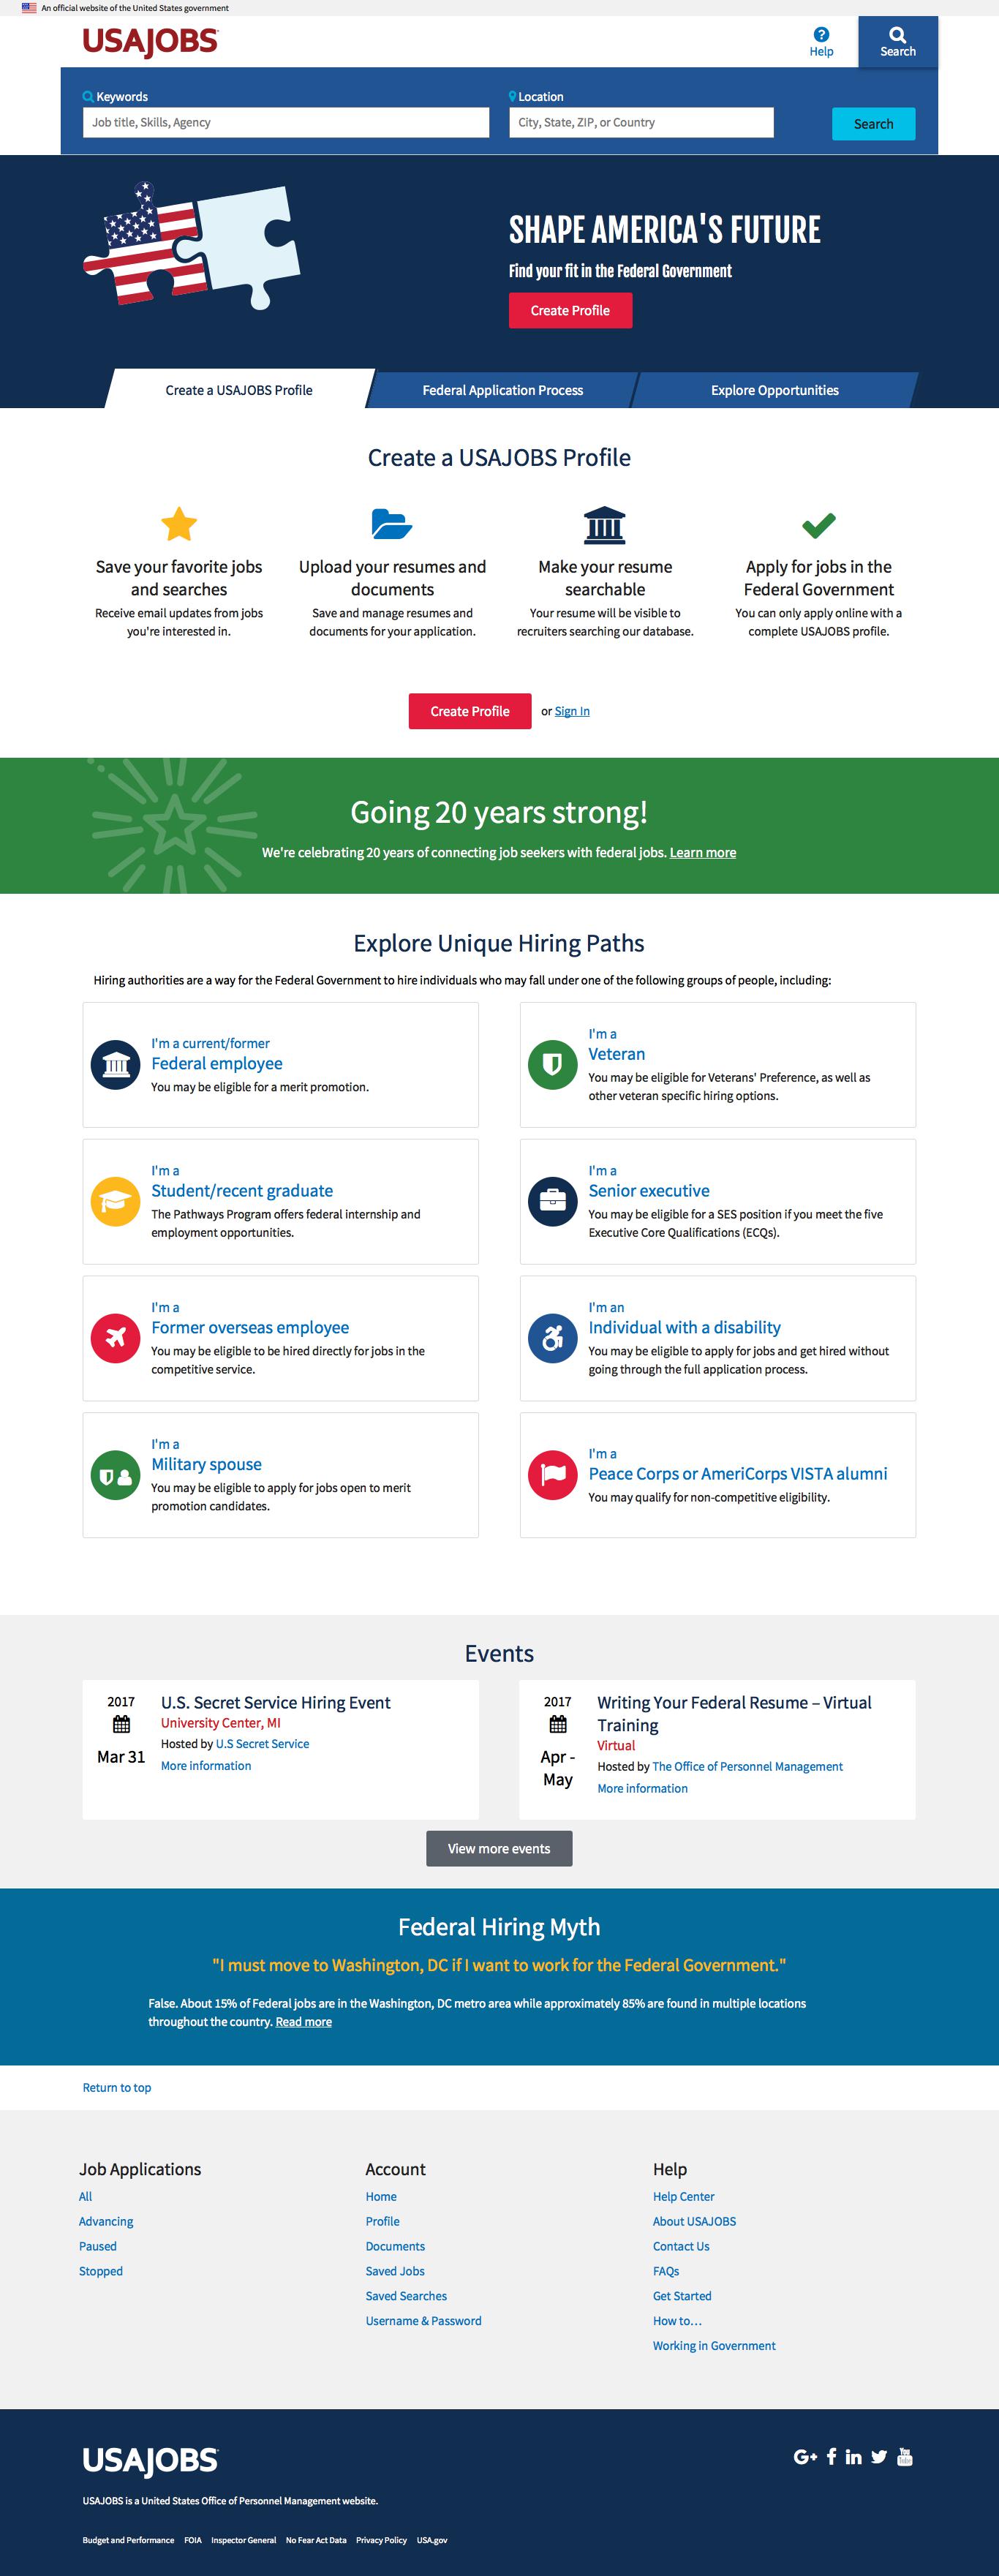 An official website of the United States government
USAJOBS
Help
Search
Keywords
Location
Job title, Skills, Agency
City, State, ZIP, or Country
Search
SHAPE AMERICA'S FUTURE
Find your fit in the Federal Government
Create Profile
Create a USAJOBS Profile
Federal Application Process
Explore Opportunities
Create a USAJOBS Profile
Save your favorite jobs
and searches
Receive email updates from jobs
you're interested in.
Upload your resumes and
documents
Save and manage resumes and
documents for your application.
Make your resume
searchable
Your resume will be visible to
recruiters searching our database.
Apply for jobs in the
Federal Government
You can only apply online with a
complete USAJOBS profile.
Create Profile or Sign In
Going 20 years strong!
We're celebrating 20 years of connecting job seekers with federal jobs. Learn more
Explore Unique Hiring Paths
Hiring authorities are a way for the Federal Government to hire individuals who may fall under one of the following groups of people, including:
I'm a current/former
Federal employee
You may be eligible for a merit promotion.
I'm a
Veteran
You may be eligible for Veterans' Preference, as well as
other veteran specific hiring options.
I'm a
Student/recent graduate
The Pathways Program offers federal internship and
employment opportunities.
I'm a
Senior executive
You may be eligible for a SES position if you meet the five
Executive Core Qualifications (ECQs).
I'm a
Former overseas employee
You may be eligible to be hired directly for jobs in the
competitive service.
I'm an
Individual with a disability
You may be eligible to apply for jobs and get hired without
going through the full application process.
I'm a
Military spouse
You may be eligible to apply for jobs open to merit
promotion candidates.
I'm a
Peace Corps or AmeriCorps VISTA alumni
You may qualify for non-competitive eligibility.
Events
2017
Mar 31
U.S. Secret Service Hiring Event
University Center, MI
Hosted by U.S Secret Service
More information
2017
Apr -
May
Writing Your Federal Resume – Virtual
Training
Virtual
Hosted by The Office of Personnel Management
More information
View more events
Federal Hiring Myth
"I must move to Washington, DC if I want to work for the Federal Government."
False. About 15% of Federal jobs are in the Washington, DC metro area while approximately 85% are found in multiple locations
throughout the country. Read more
Return to top
Job Applications
All
Advancing
Paused
Stopped
Account
Home
Profile
Documents
Saved Jobs
Saved Searches
Username & Password
Help
Help Center
About USAJOBS
Contact Us
FAQs
Get Started
How to…
Working in Government
USAJOBS
G+ f in You Tube
USAJOBS is a United States Office of Personnel Management website.
Budget and Performance FOIA Inspector General No Fear Act Data Privacy Policy USA.gov